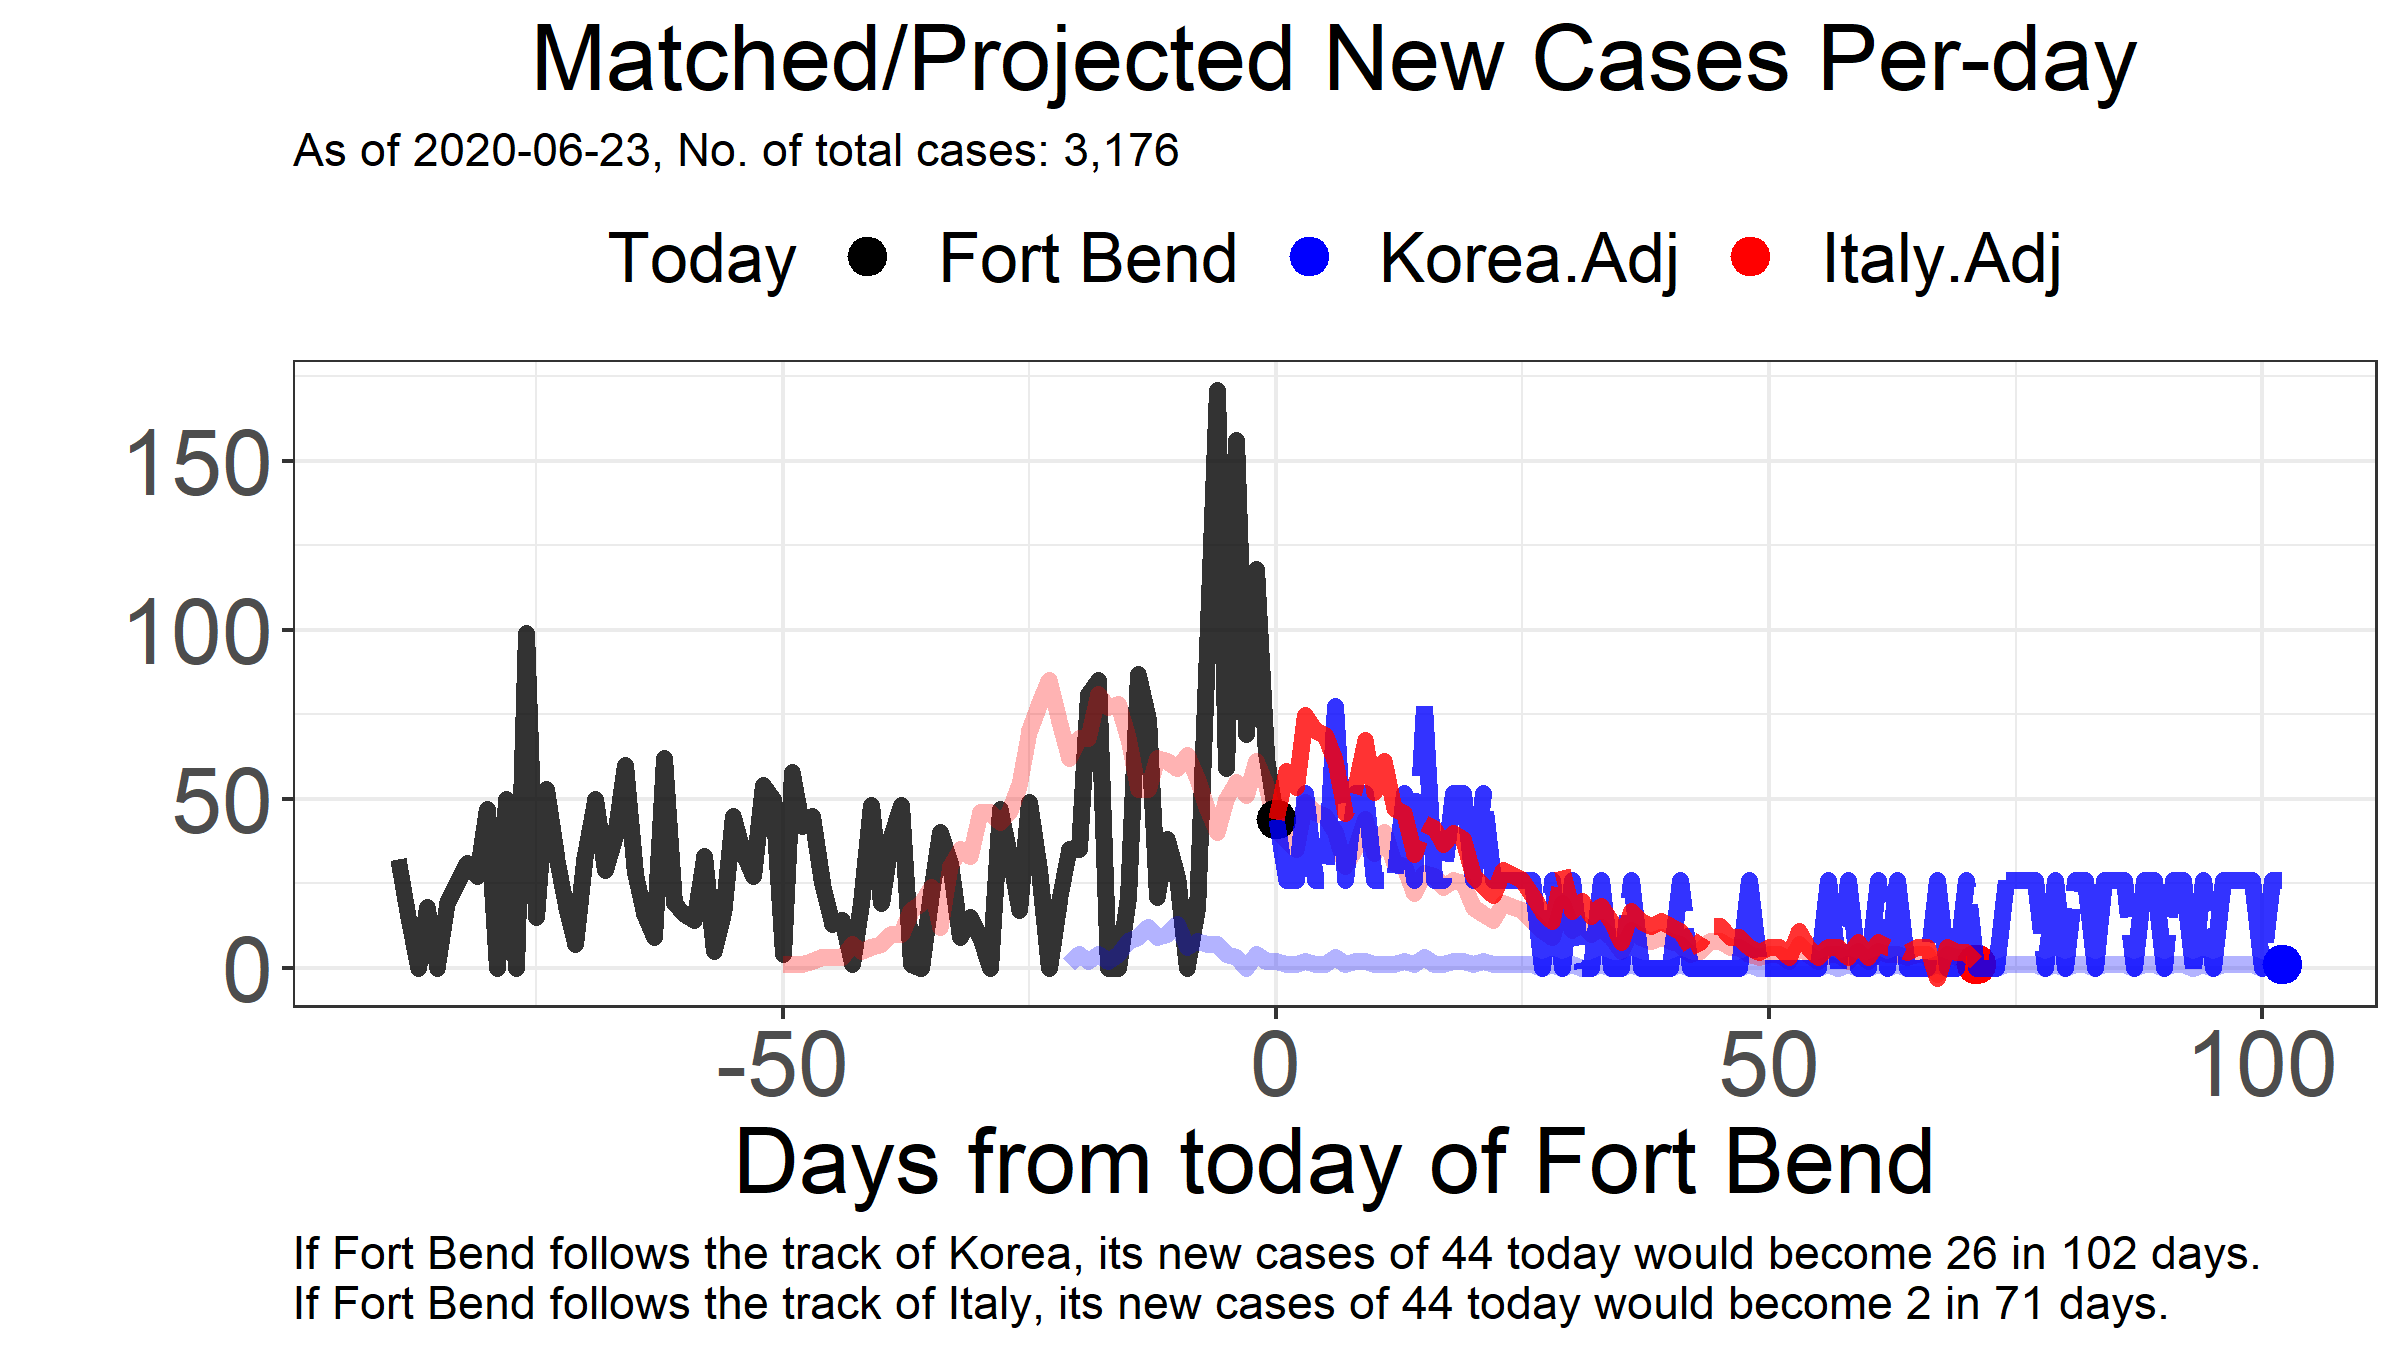 Matched/Projected New Cases Per-day
As of 2020-06-23, No. of total cases: 3,176
Today Fort Bend Korea.Adj Italy.Adj
150
100
50
0
-50 0 50 100
Days from today of Fort Bend
If Fort Bend follows the track of Korea, its new cases of 44 today would become 26 in 102 days.
If Fort Bend follows the track of Italy, its new cases of 44 today would become 2 in 71 days.